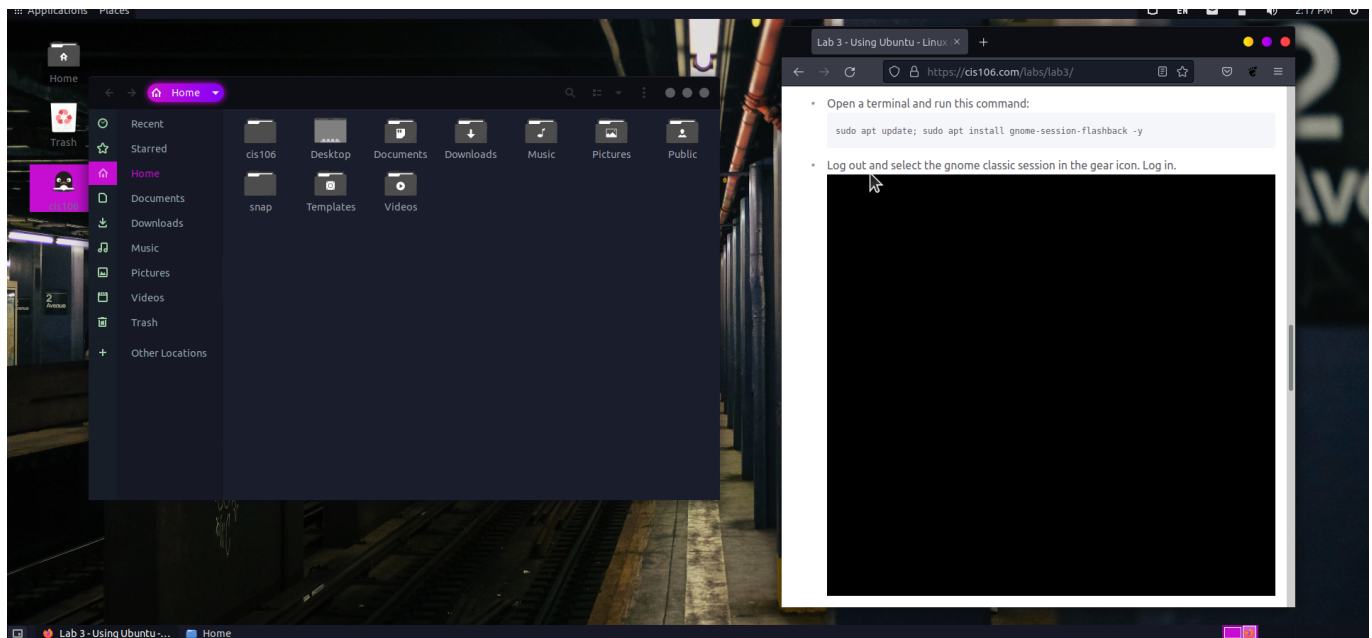 Applications Places
EN 2:17 PM
Home
Trash
cis106
Home
Recent
Starred
Home
Documents
Downloads
Music
Pictures
Videos
Trash
Other Locations
cis106 Desktop Documents Downloads Music Pictures Public
snap Templates Videos
2
Avenue
Lab 3 - Using Ubuntu - Linux
https://cis106.com/labs/lab3/
Open a terminal and run this command:
sudo apt update; sudo apt install gnome-session-flashback -y
Log out and select the gnome classic session in the gear icon. Log in.
2
Lab 3 - Using Ubuntu -... Home